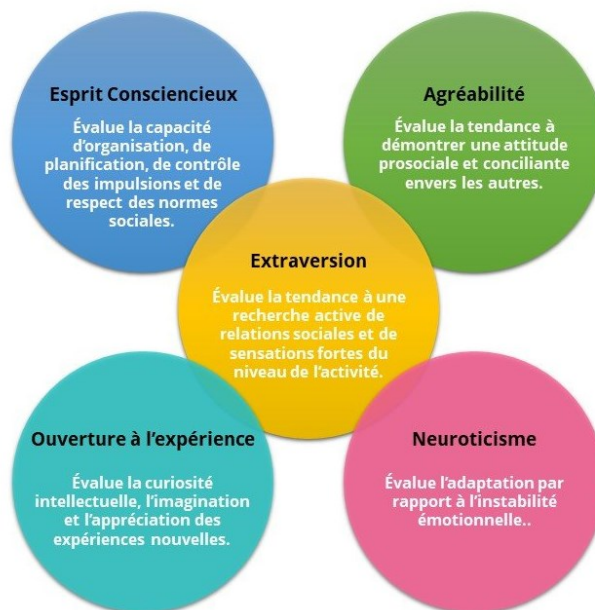 Esprit Consciencieux
Évalue la capacité
d'organisation, de
planification, de contrôle
des impulsions et de
respect des normes
sociales.
Agréabilité
Évalue la tendance à
démontrer une attitude
prosociale et conciliante
envers les autres.
Extraversion
Évalue la tendance à une
recherche active de
relations sociales et de
sensations fortes du
niveau de l'activité.
Ouverture à l'expérience
Évalue la curiosité
intellectuelle, l'imagination
et l'appréciation des
expériences nouvelles.
Neuroticisme
Évalue l'adaptation par
rapport à l'instabilité
émotionnelle..